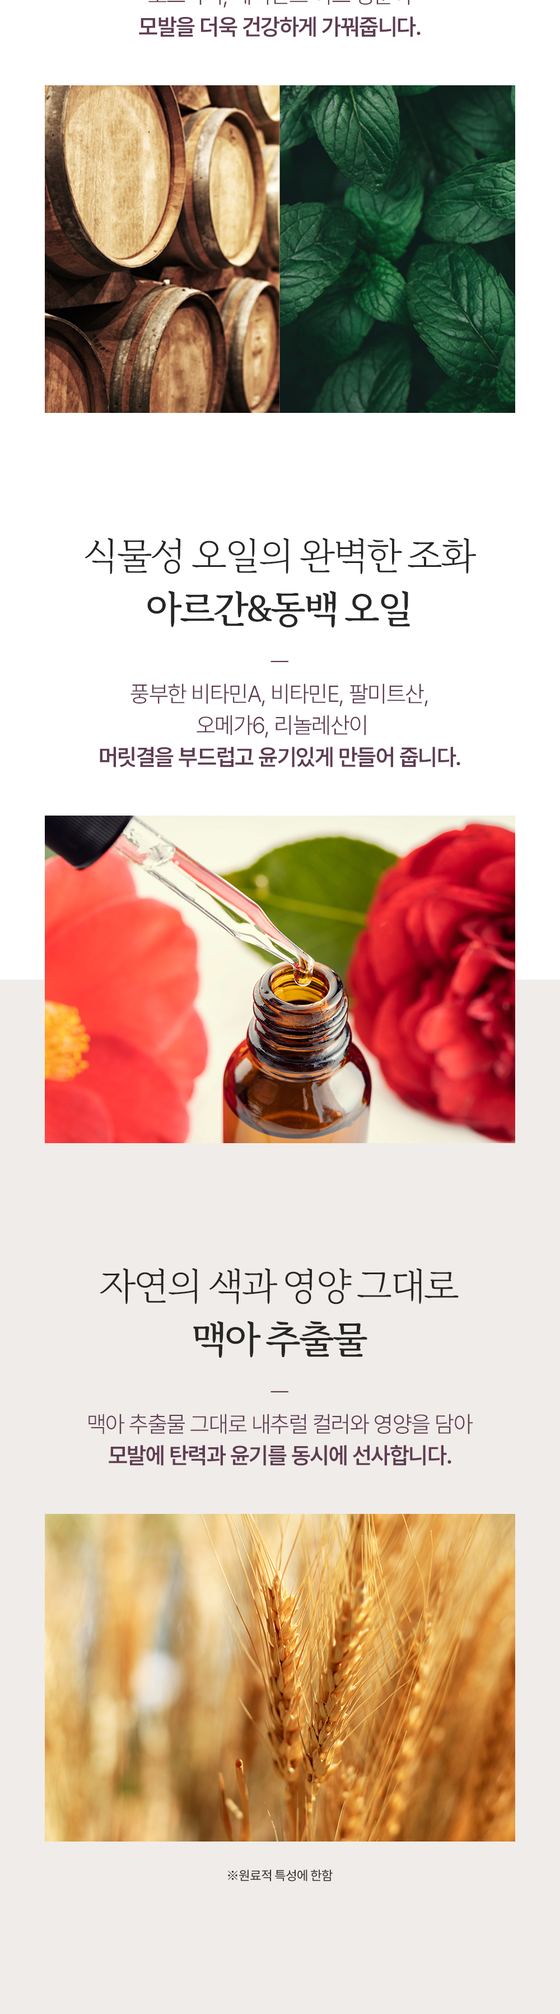 모발을 더욱 건강하게 가꿔줍니다.
식물성 오일의 완벽한 조화
아르간&동백 오일
풍부한 비타민A, 비타민E, 팔미트산,
오메가6, 리놀레산이
머릿결을 부드럽고 윤기있게 만들어 줍니다.
자연의 색과 영양 그대로
맥아 추출물
맥아 추출물 그대로 내추럴 컬러와 영양을 담아
모발에 탄력과 윤기를 동시에 선사합니다.
※원료적 특성에 한함